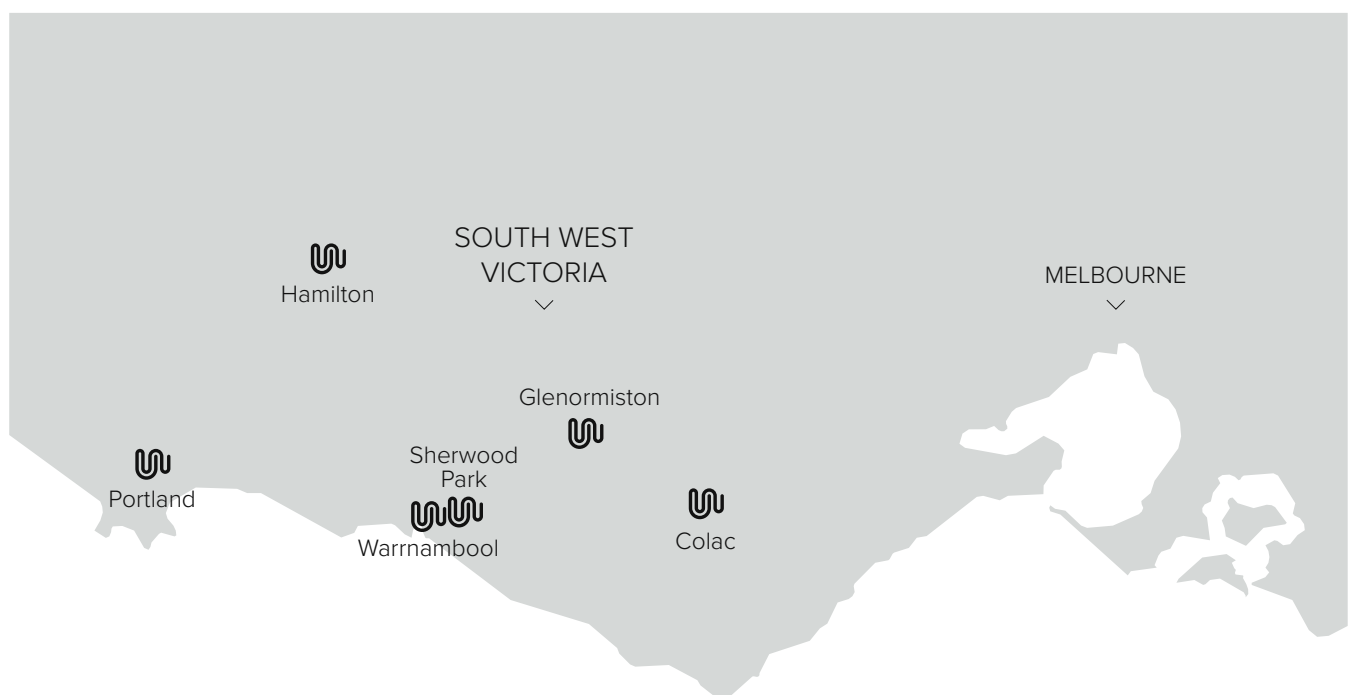 SOUTH WEST
VICTORIA
MELBOURNE
Hamilton
Glenormiston
Sherwood
Park
Portland
Colac
Warrnambool